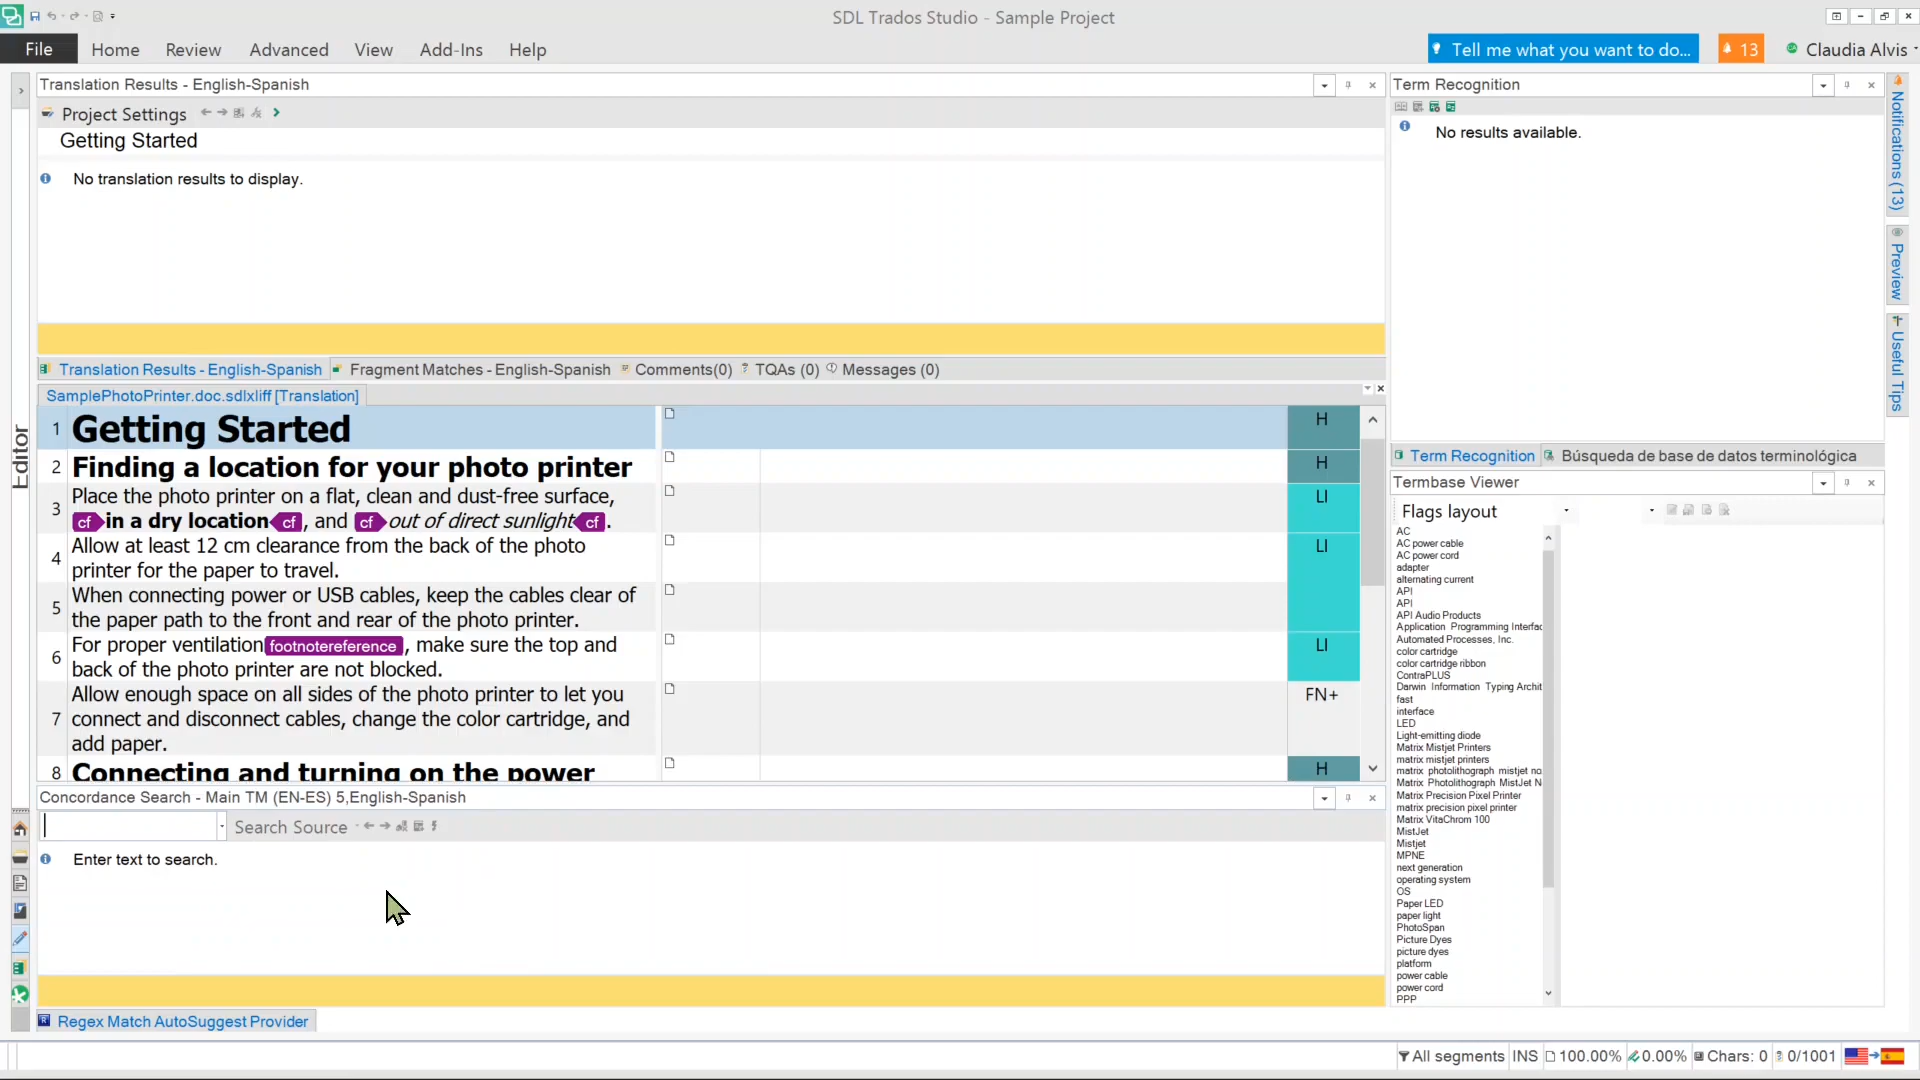 SDL Trados Studio - Sample Project
File Home Review Advanced View Add-Ins Help
Tell me what you want to do...
13
Claudia Alvis
Translation Results - English-Spanish
Project Settings
Getting Started
No translation results to display.
Translation Results - English-Spanish Fragment Matches - English-Spanish Comments(0) TQAs (0) Messages (0)
SamplePhotoPrinter.doc.sdlxliff [Translation]
1 Getting Started H
2 Finding a location for your photo printer H
3 Place the photo printer on a flat, clean and dust-free surface, LI
cf in a dry location cf , and cf out of direct sunlight cf .
4 Allow at least 12 cm clearance from the back of the photo LI
printer for the paper to travel.
5 When connecting power or USB cables, keep the cables clear of
the paper path to the front and rear of the photo printer.
6 For proper ventilation footnotereference , make sure the top and LI
back of the photo printer are not blocked.
7 Allow enough space on all sides of the photo printer to let you FN+
connect and disconnect cables, change the color cartridge, and
add paper.
8 Connecting and turning on the power H
Concordance Search - Main TM (EN-ES) 5,English-Spanish
Search Source
Enter text to search.
Regex Match AutoSuggest Provider
Editor
Term Recognition
No results available.
Term Recognition Búsqueda de base de datos terminológica
Termbase Viewer
Flags layout
AC
AC power cable
AC power cord
adapter
alternating current
API
API
API Audio Products
Application Programming Interfac
Automated Processes, Inc.
color cartridge
color cartridge ribbon
ContraPLUS
Darwin Information Typing Archit
fast
interface
LED
Light-emitting diode
Matrix Mistjet Printers
matrix mistjet printers
matrix photolithograph mistjet no
Matrix Photolithograph MistJet N
Matrix Precision Pixel Printer
matrix precision pixel printer
Matrix VitaChrom 100
MistJet
Mistjet
MPNE
next generation
operating system
OS
Paper LED
paper light
PhotoSpan
Picture Dyes
picture dyes
platform
power cable
power cord
PPP
Notifications (13)
Preview
Useful Tips
All segments INS 100.00% 0.00% Chars: 0 0/1001